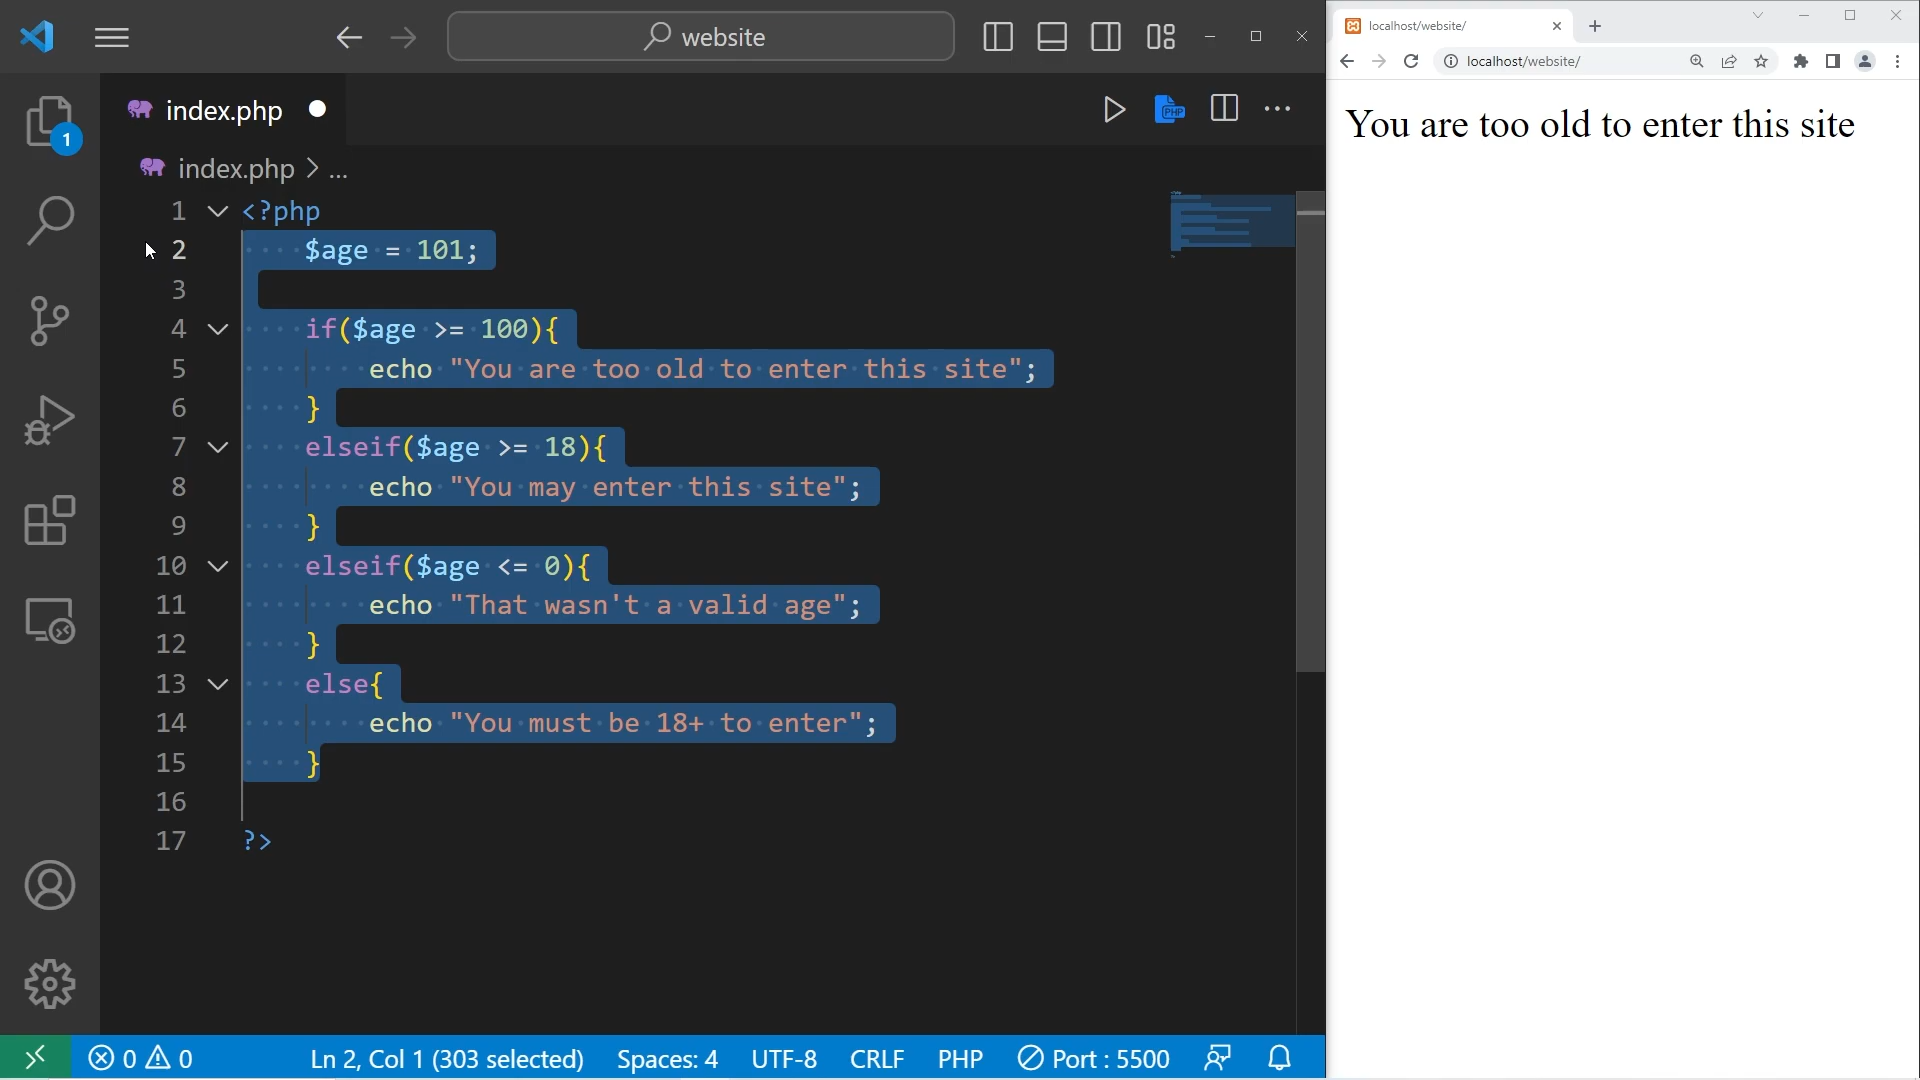 website
index.php
1
index.php > ...
1 <?php
2 $age = 101;
3
4 if($age >= 100){
5 echo "You are too old to enter this site";
6 }
7 elseif($age >= 18){
8 echo "You may enter this site";
9 }
10 elseif($age <= 0){
11 echo "That wasn't a valid age";
12 }
13 else{
14 echo "You must be 18+ to enter";
15 }
16
17 ?>
PHP
0 0 Ln 2, Col 1 (303 selected) Spaces: 4 UTF-8 CRLF PHP Port : 5500
localhost/website/
localhost/website/
You are too old to enter this site